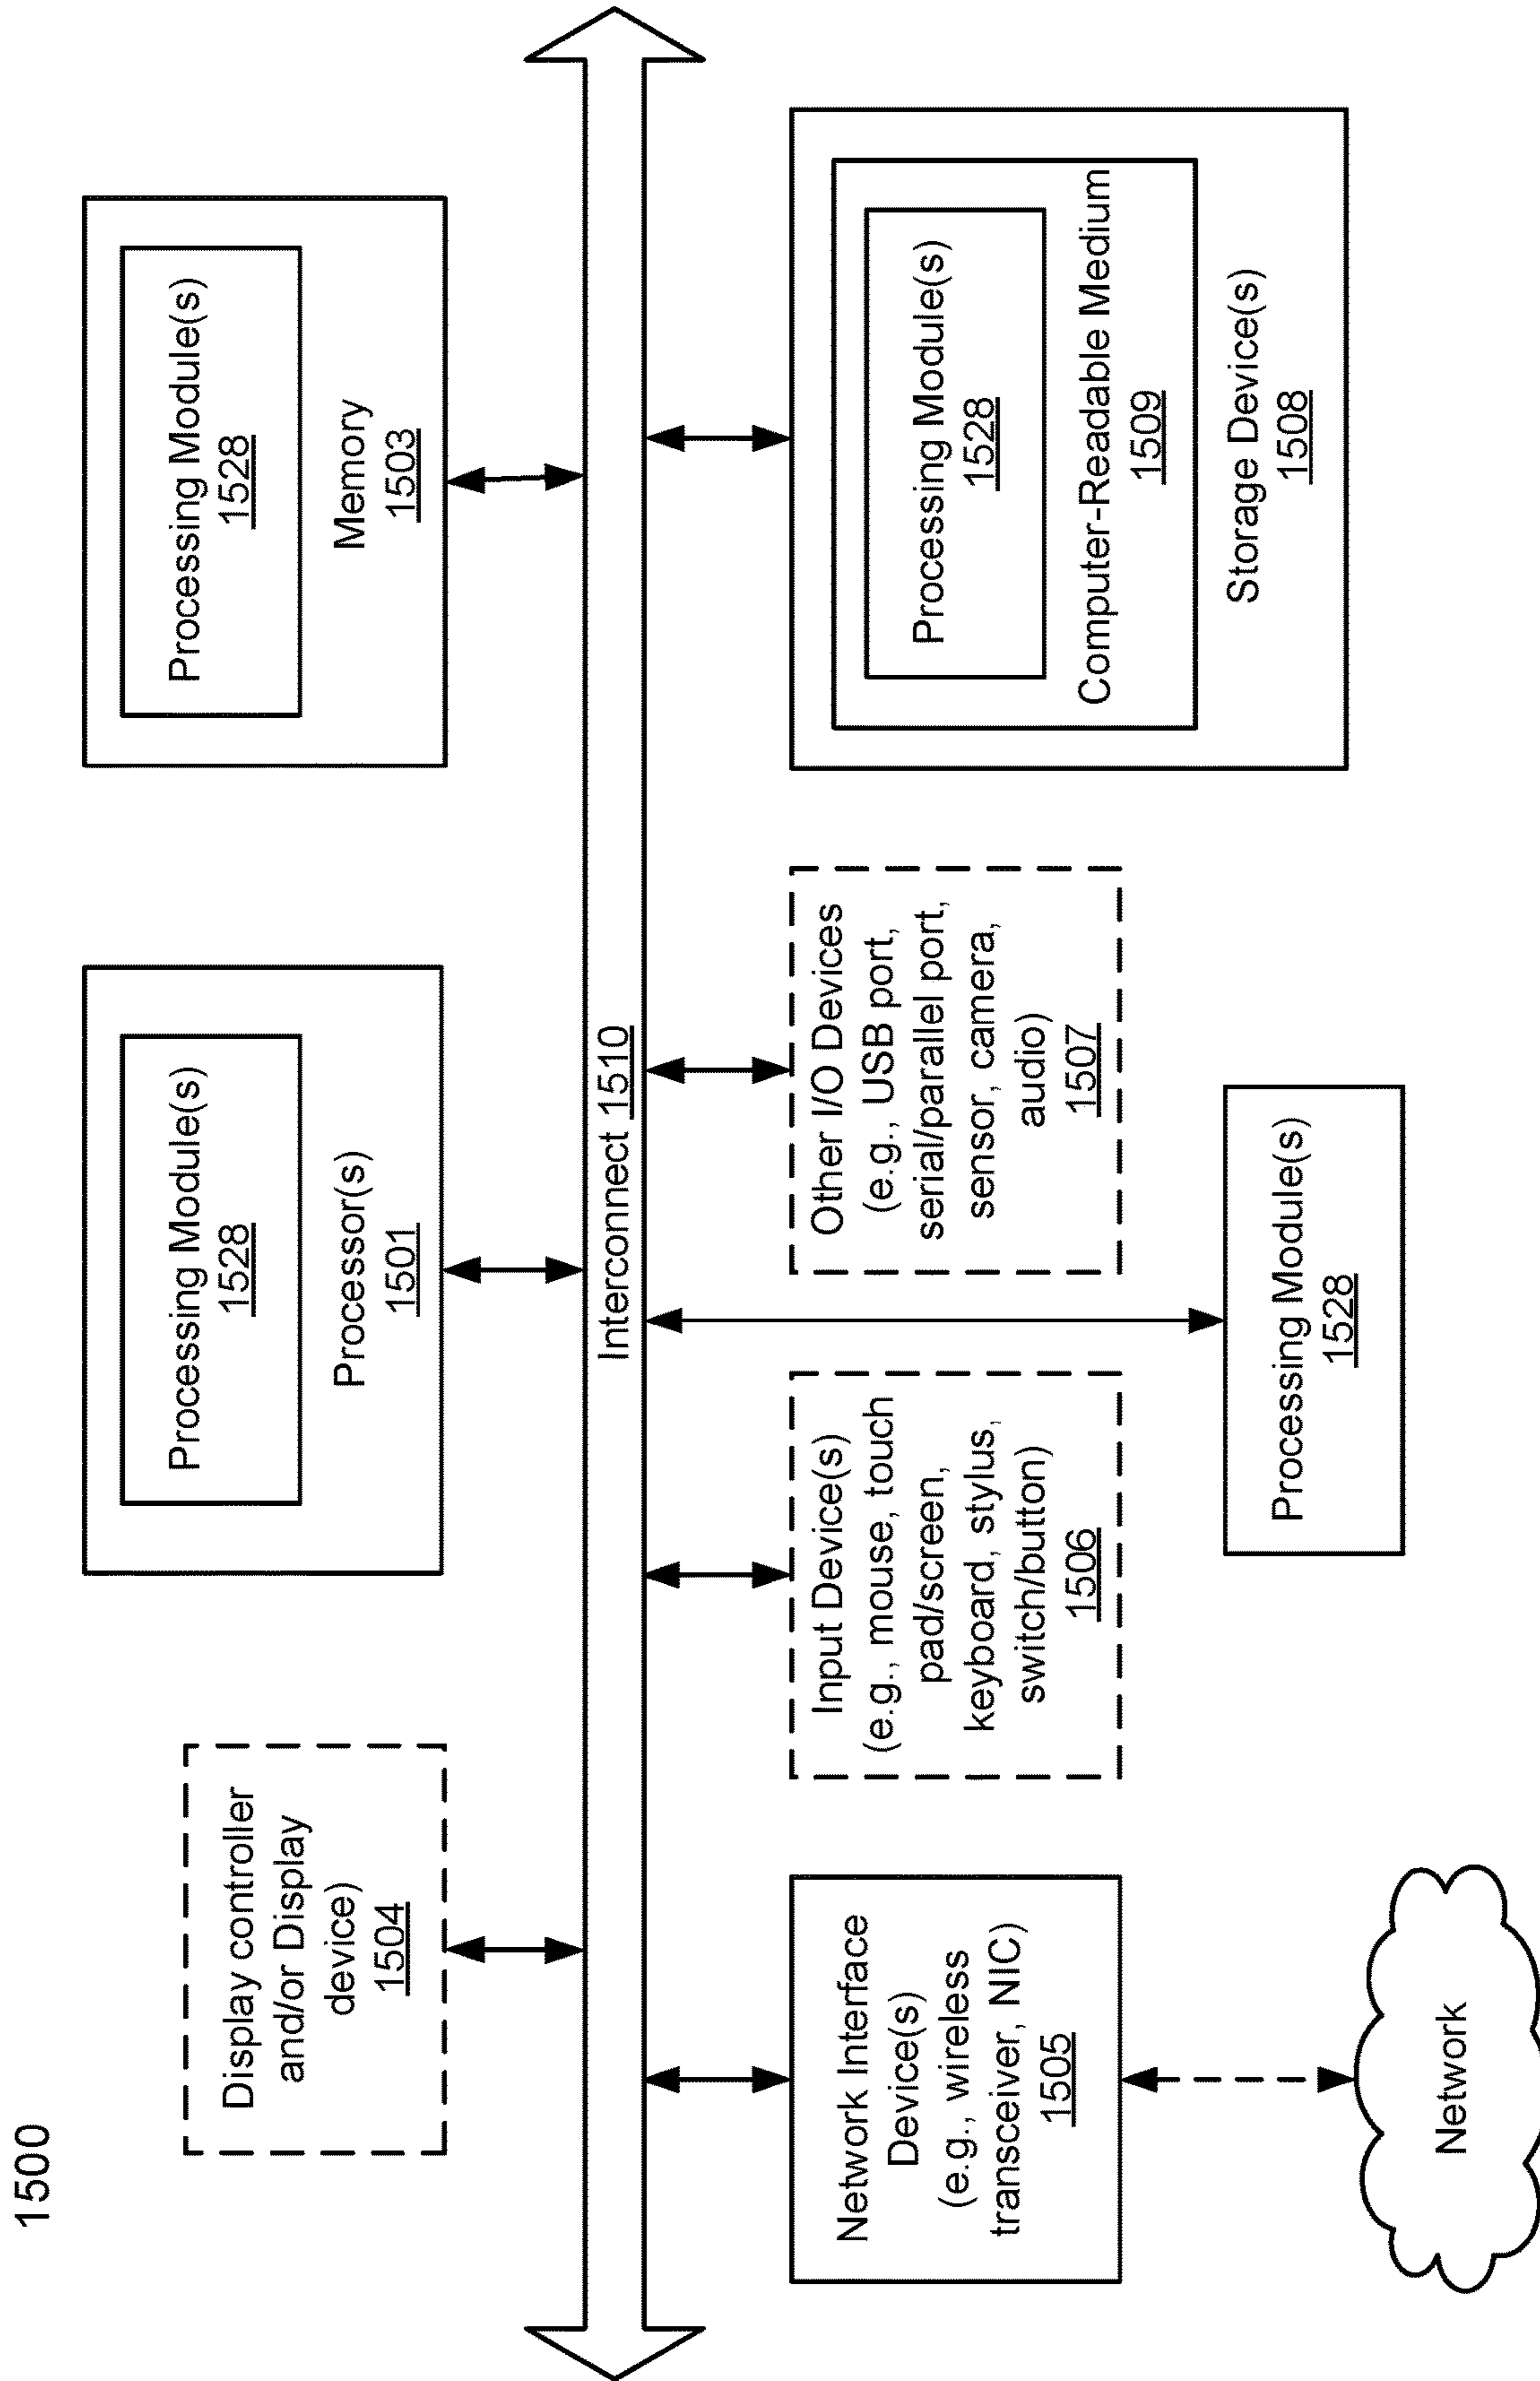 1500
Display controller
and/or Display
device)
1504
Processing Module(s)
1528
Processor(s)
1501
Processing Module(s)
1528
Memory
1503
Interconnect 1510
Network Interface
Device(s)
(e.g., wireless
transceiver, NIC)
1505
Input Device(s)
(e.g., mouse, touch
pad/screen,
keyboard, stylus,
switch/button)
1506
Other I/O Devices
(e.g., USB port,
serial/parallel port,
sensor, camera,
audio)
1507
Processing Module(s)
1528
Computer-Readable Medium
1509
Storage Device(s)
1508
Processing Module(s)
1528
Network